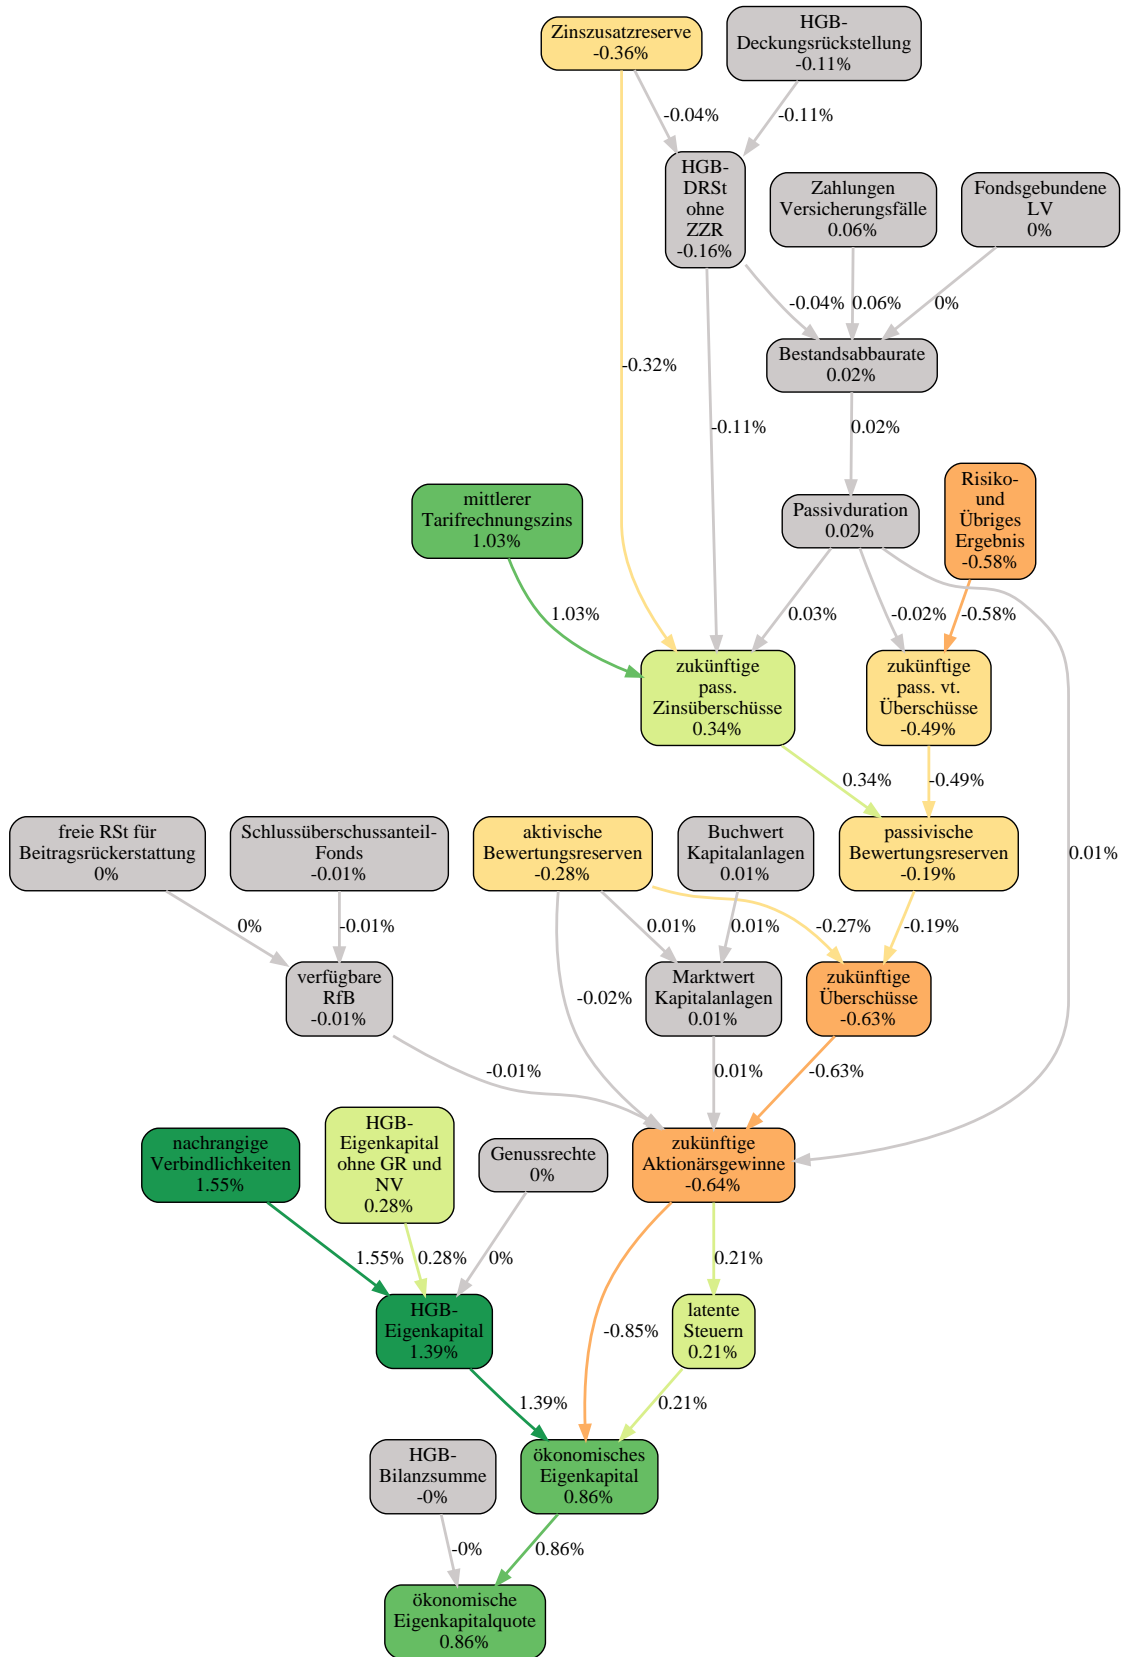 Zinszusatzreserve
-0.36%
HGB-
Deckungsrückstellung
-0.11%
-0.04%
-0.11%
HGB-
DRSt
ohne
ZZR
-0.16%
Zahlungen
Versicherungsfälle
0.06%
Fondsgebundene
LV
0%
-0.04%
0.06%
0%
-0.32%
Bestandsabbaurate
0.02%
-0.11%
0.02%
mittlerer
Tarifrechnungszins
1.03%
Passivduration
0.02%
Risiko-
und
Übriges
Ergebnis
-0.58%
1.03%
0.03%
-0.02%
-0.58%
zukünftige
pass.
Zinsüberschüsse
0.34%
zukünftige
pass. vt.
Überschüsse
-0.49%
0.34%
-0.49%
freie RSt für
Beitragsrückerstattung
0%
Schlussüberschussanteil-
Fonds
-0.01%
aktivische
Bewertungsreserven
-0.28%
Buchwert
Kapitalanlagen
0.01%
passivische
Bewertungsreserven
-0.19%
0.01%
0%
-0.01%
0.01%
0.01%
-0.27%
-0.19%
verfügbare
RfB
-0.01%
-0.02%
Marktwert
Kapitalanlagen
0.01%
zukünftige
Überschüsse
-0.63%
-0.01%
0.01%
-0.63%
nachrangige
Verbindlichkeiten
1.55%
HGB-
Eigenkapital
ohne GR und
NV
0.28%
Genussrechte
0%
zukünftige
Aktionärsgewinne
-0.64%
1.55%
0.28%
0%
0.21%
HGB-
Eigenkapital
1.39%
-0.85%
latente
Steuern
0.21%
1.39%
0.21%
HGB-
Bilanzsumme
-0%
ökonomisches
Eigenkapital
0.86%
-0%
0.86%
ökonomische
Eigenkapitalquote
0.86%